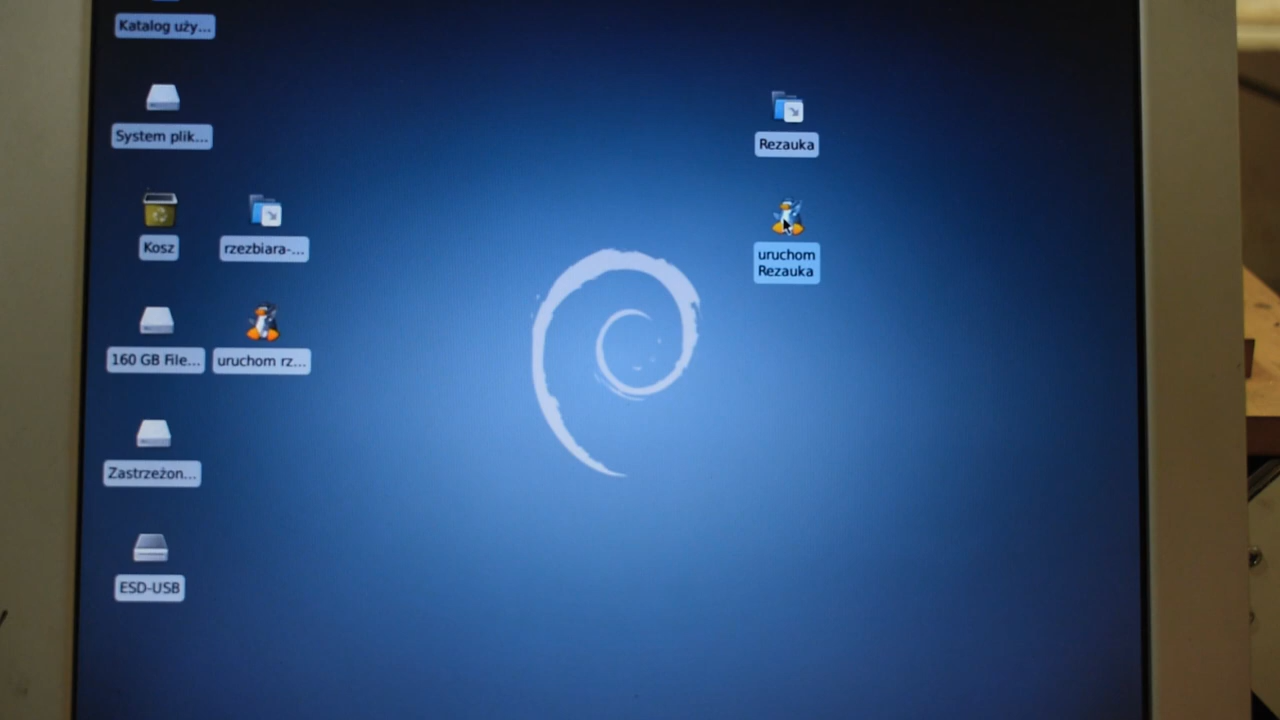 Katalog uży...
System plik...
Kosz
rzezbiara-...
160 GB File...
uruchom rz...
Zastrzeżon...
ESD-USB
Rezauka
uruchom
Rezauka